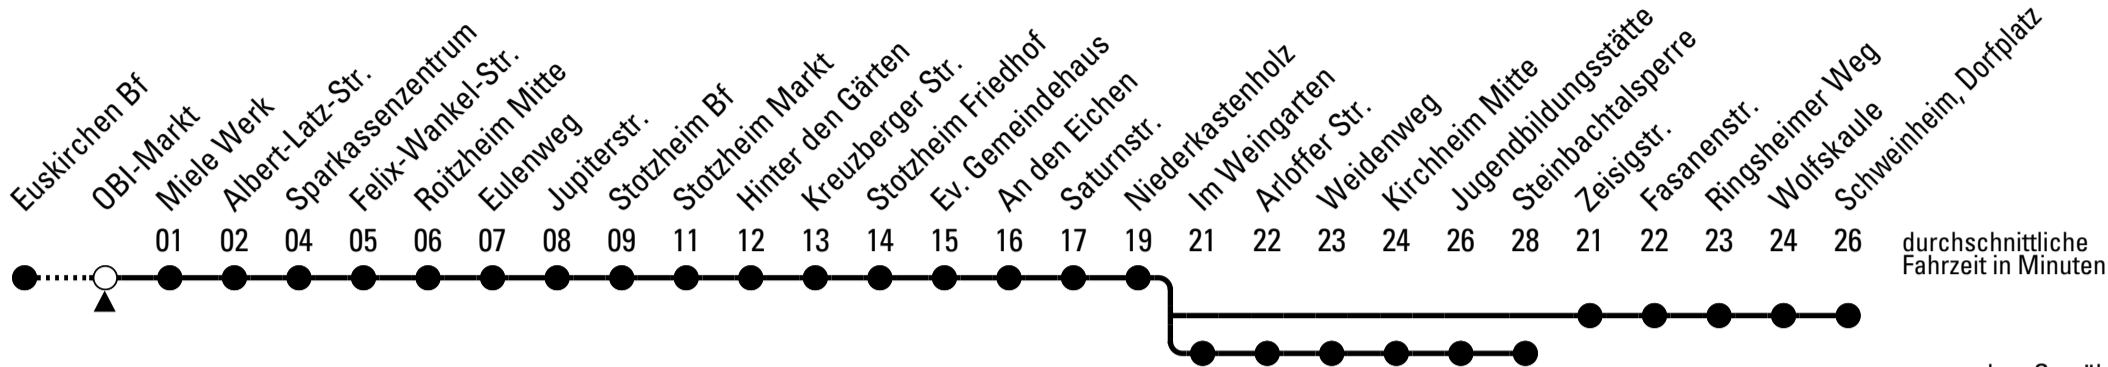 Euskirchen Bf
OBI-Markt
Miele Werk
Albert-Latz-Str.
Sparkassenzentrum
Felix-Wankel-Str.
Roitzheim Mitte
Eulenweg
Jupiterstr.
Stotzheim Bf
Stotzheim Markt
Hinter den Gärten
Kreuzberger Str.
Stotzheim Friedhof
Ev. Gemeindehaus
An den Eichen
Saturnstr.
Niederkastenholz
Im Weingarten
Arloffer Str.
Weidenweg
Kirchheim Mitte
Jugendbildungsstätte
Steinbachtalsperre
Zeisigstr.
Fasanenstr.
Ringsheimer Weg
Wolfskaule
Schweinheim, Dorfplatz
01 02 04 05 06 07 08 09 11 12 13 14 15 16 17 19 21 22 23 24 26 28 21 22 23 24 26
durchschnittliche
Fahrzeit in Minuten